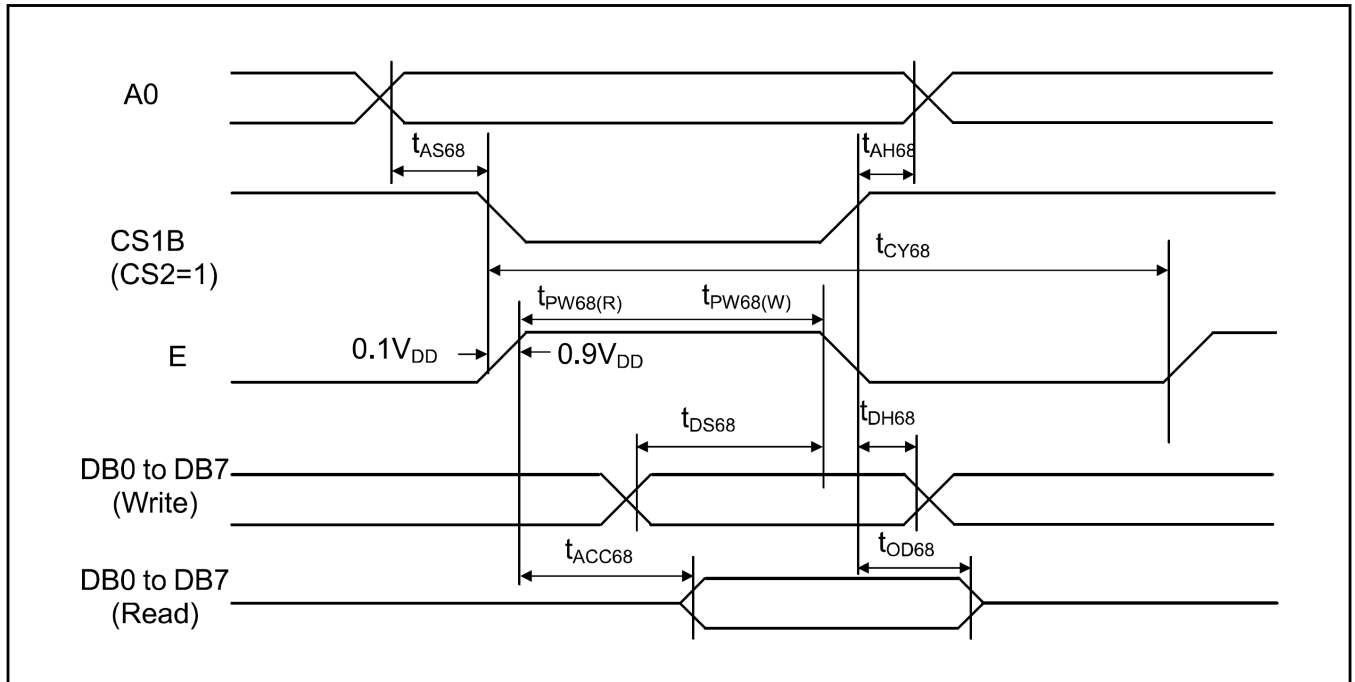 A0
tAS68
tAH68
CS1B
(CS2=1)
tCY68
tPW68(R)
tPW68(W)
E
0.1VDD
0.9VDD
tDS68
tDH68
DB0 to DB7
(Write)
tACC68
tOD68
DB0 to DB7
(Read)